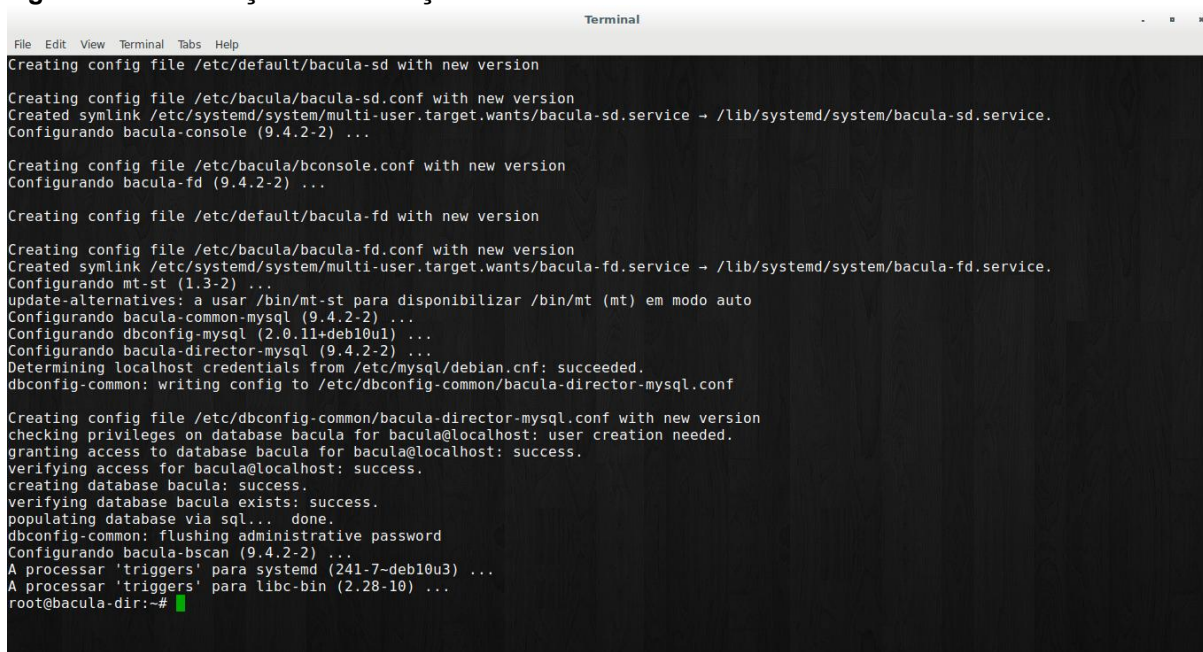 Terminal
File Edit View Terminal Tabs Help
Creating config file /etc/default/bacula-sd with new version
Creating config file /etc/bacula/bacula-sd.conf with new version
Created symlink /etc/systemd/system/multi-user.target.wants/bacula-sd.service → /lib/systemd/system/bacula-sd.service.
Configurando bacula-console (9.4.2-2) ...
Creating config file /etc/bacula/bconsole.conf with new version
Configurando bacula-fd (9.4.2-2) ...
Creating config file /etc/default/bacula-fd with new version
Creating config file /etc/bacula/bacula-fd.conf with new version
Created symlink /etc/systemd/system/multi-user.target.wants/bacula-fd.service → /lib/systemd/system/bacula-fd.service.
Configurando mt-st (1.3-2) ...
update-alternatives: a usar /bin/mt-st para disponibilizar /bin/mt (mt) em modo auto
Configurando bacula-common-mysql (9.4.2-2) ...
Configurando dbconfig-mysql (2.0.11+deb10u1) ...
Configurando bacula-director-mysql (9.4.2-2) ...
Determining localhost credentials from /etc/mysql/debian.cnf: succeeded.
dbconfig-common: writing config to /etc/dbconfig-common/bacula-director-mysql.conf
Creating config file /etc/dbconfig-common/bacula-director-mysql.conf with new version
checking privileges on database bacula for bacula@localhost: user creation needed.
granting access to database bacula for bacula@localhost: success.
verifying access for bacula@localhost: success.
creating database bacula: success.
verifying database bacula exists: success.
populating database via sql... done.
dbconfig-common: flushing administrative password
Configurando bacula-bscan (9.4.2-2) ...
A processar 'triggers' para systemd (241-7~deb10u3) ...
A processar 'triggers' para libc-bin (2.28-10) ...
root@bacula-dir:~#